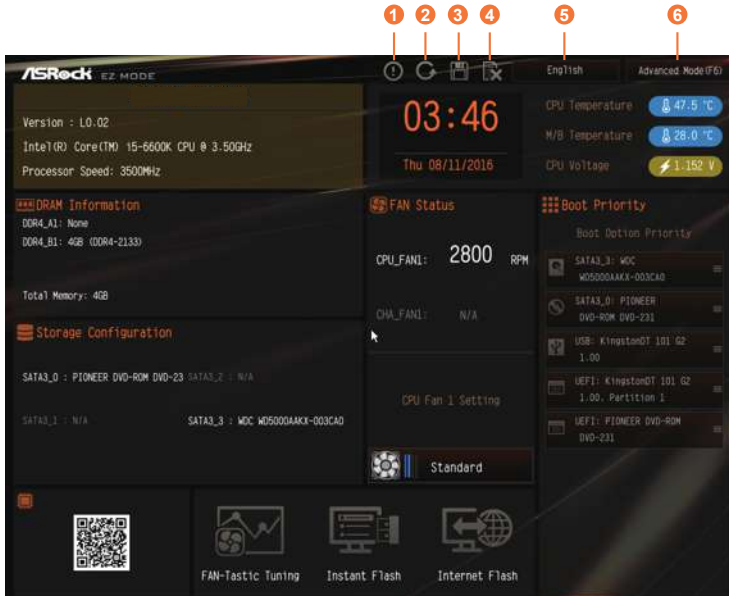 1 2 3 4 5 6
ASRock EZ MODE
English
Advanced Mode(F6)
Version : L0.02
Intel(R) Core(TM) i5-6600K CPU @ 3.50GHz
Processor Speed: 3500MHz
03:46
Thu 08/11/2016
CPU Temperature 47.5 °C
M/B Temperature 28.0 °C
CPU Voltage 1.152 V
DRAM Information
DDR4_A1: None
DDR4_B1: 4GB (DDR4-2133)
Total Memory: 4GB
Storage Configuration
SATA3_0 : PIONEER DVD-ROM DVD-23 SATA3_2 : N/A
SATA3_1 : N/A SATA3_3 : WDC WD5000AAKX-003CA0
FAN Status
CPU_FAN1: 2800 RPM
CHA_FAN1: N/A
CPU Fan 1 Setting
Standard
Boot Priority
Boot Option Priority
SATA3_3: WDC
WD5000AAKX-003CA0
SATA3_0: PIONEER
DVD-ROM DVD-231
USB: KingstonDT 101 G2
1.00
UEFI: KingstonDT 101 G2
1.00, Partition 1
UEFI: PIONEER DVD-ROM
DVD-231
FAN-Tastic Tuning
Instant Flash
Internet Flash